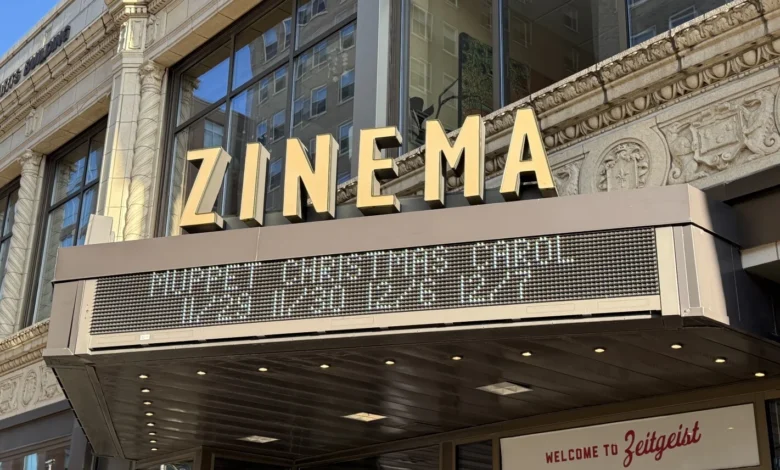 ZINEMA
MUPPET CHRISTMAS CAROL
11/29 11/30 12/6 12/7
WELCOME TO Zeitgeist